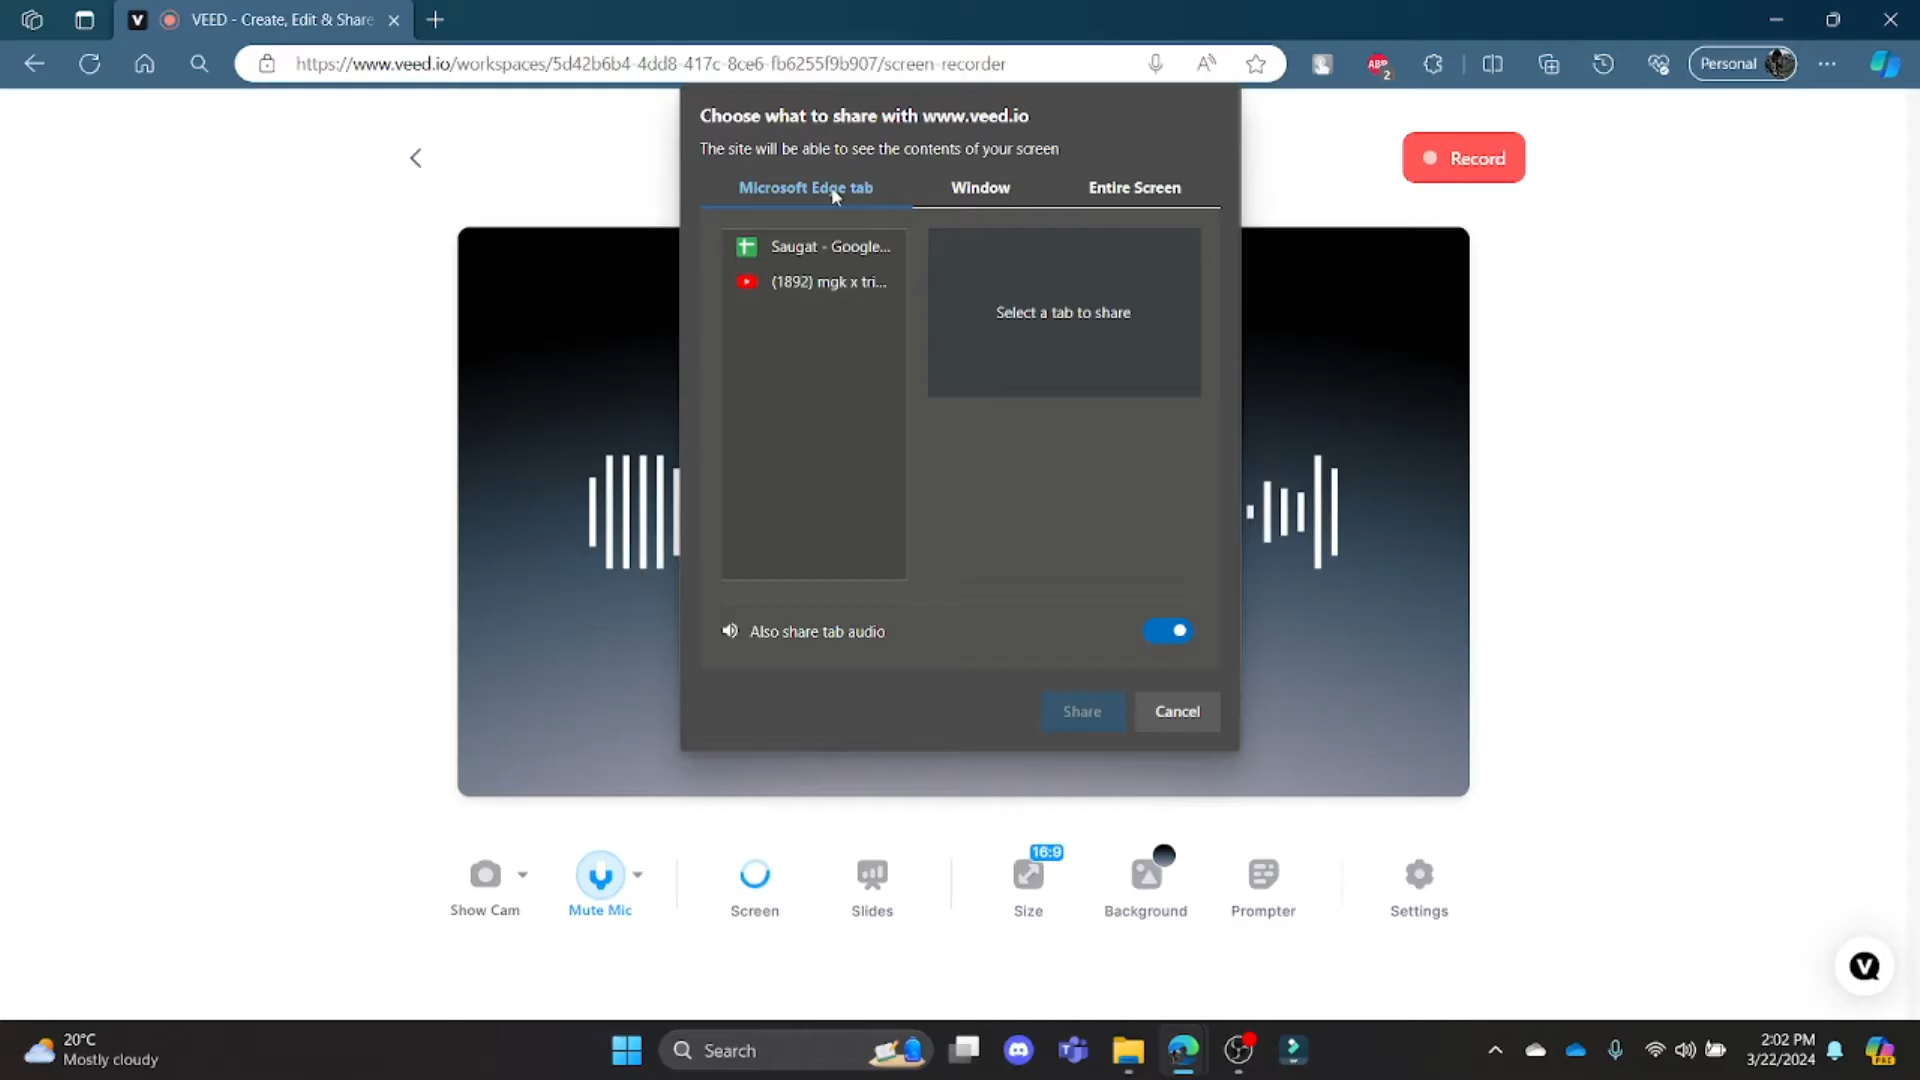 VEED - Create, Edit & Share
https://www.veed.io/workspaces/5d42b6b4-4dd8-417c-8ce6-fb6255f9b907/screen-recorder
ABP
2
Personal
Choose what to share with www.veed.io
The site will be able to see the contents of your screen
Microsoft Edge tab
Window
Entire Screen
Record
Saugat - Google...
(1892) mgk x tri...
Select a tab to share
Also share tab audio
Share
Cancel
16:9
Show Cam
Mute Mic
Screen
Slides
Size
Background
Prompter
Settings
20°C
Mostly cloudy
Search
2:02 PM
3/22/2024
PRE